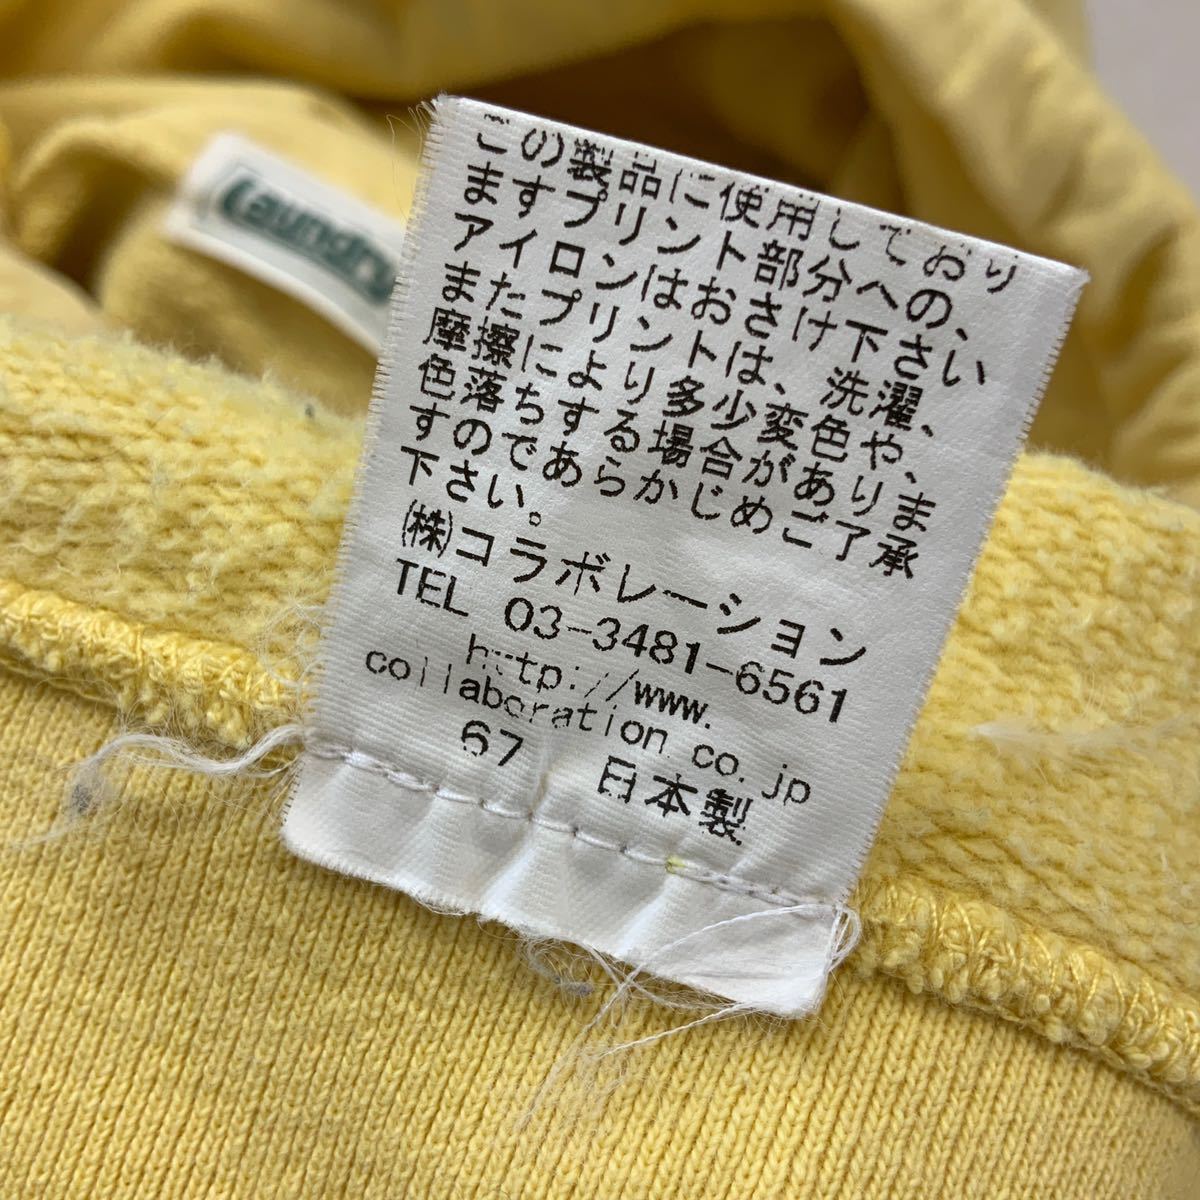 Laundry
この製品に使用しており
ますプリント部分への、
アイロンはおさけ下さい
またプリントは、洗濯、
摩擦により多少変色や、
色落ちする場合がありま
すのであらかじめご了承
下さい。
(株)コラボレーション
TEL 03-3481-6561
http://www.
collaboration.co.jp
67 日本製